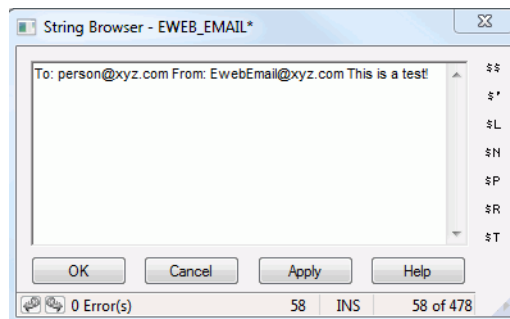 String Browser - EWEB_EMAIL*
To: person@xyz.com From: EwebEmail@xyz.com This is a test!
$$
$'
$L
$N
$P
$R
$T
OK Cancel Apply Help
0 Error(s) 58 INS 58 of 478